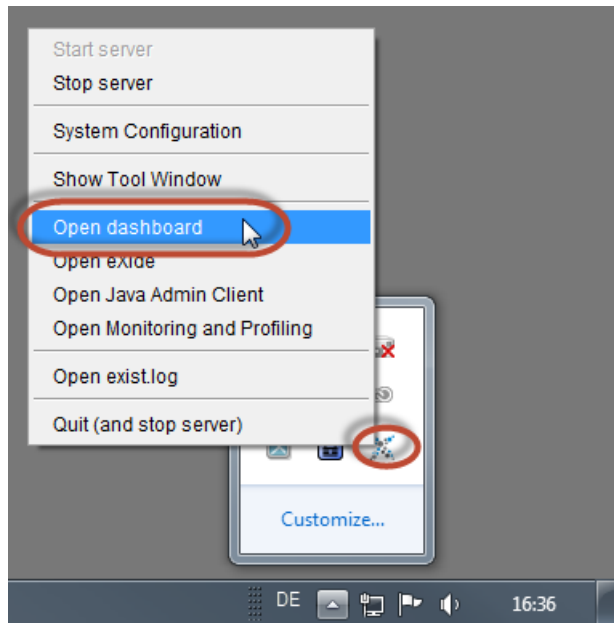 Start server
Stop server
System Configuration
Show Tool Window
Open dashboard
Open eXide
Open Java Admin Client
Open Monitoring and Profiling
Open exist.log
Quit (and stop server)
Customize...
DE
16:36